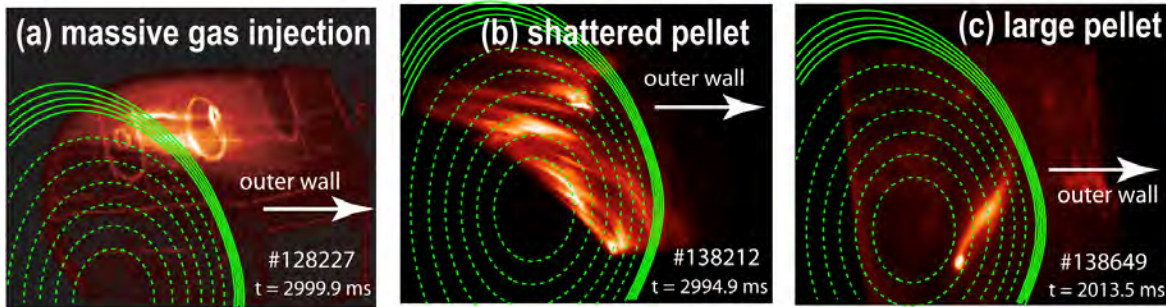 (a) massive gas injection
outer wall
#128227
t = 2999.9 ms
(b) shattered pellet
outer wall
#138212
t = 2994.9 ms
(c) large pellet
outer wall
#138649
t = 2013.5 ms